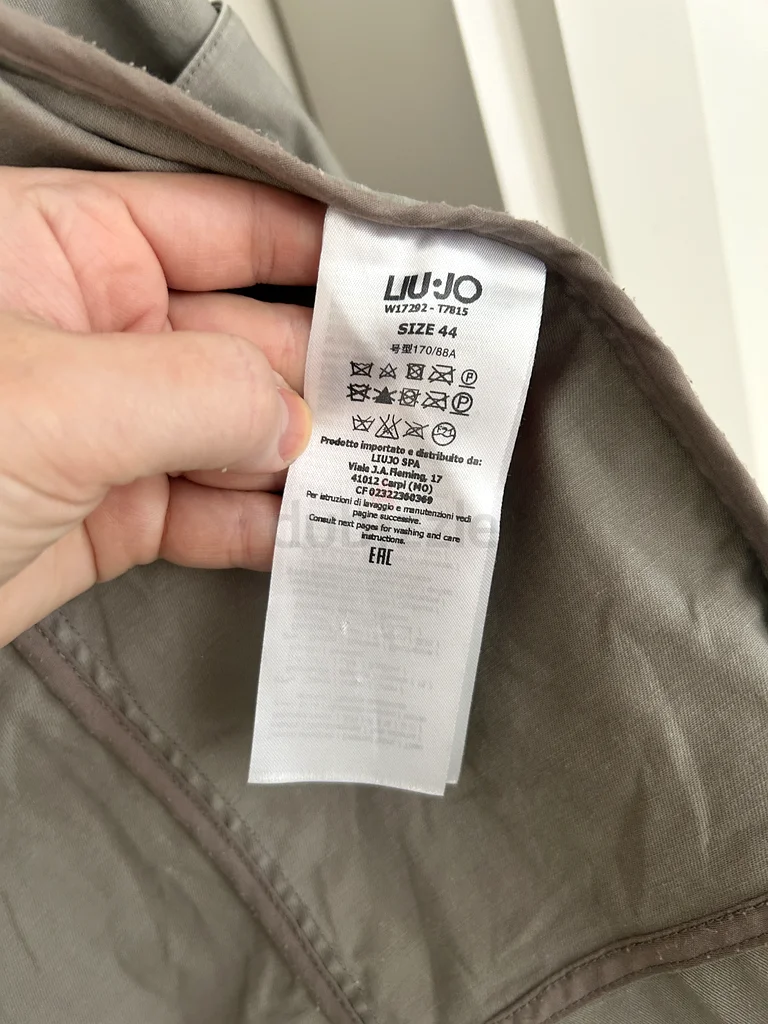 LIU·JO
W17292 - T7815
SIZE 44
号型170/88A
P
P
Prodotto importato e distribuito da:
LIUJO SPA
Viale J.A.Fleming, 17
41012 Carpi (MO)
CF 02322360369
Per istruzioni di lavaggio e manutenzioni vedi
pagine successive.
Consult next pages for washing and care
instructions.
EAC